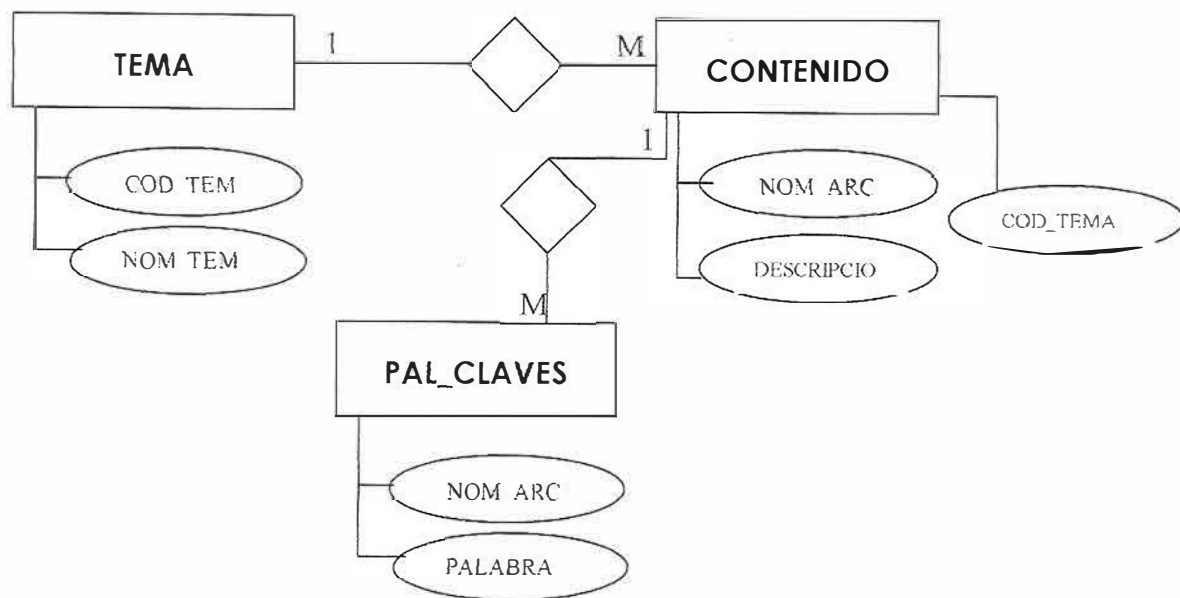 TEMA
1
M
CONTENIDO
COD TEM
NOM TEM
1
NOM ARC
DESCRIPCIO
COD_TEMA
M
PAL_CLAVES
NOM ARC
PALABRA